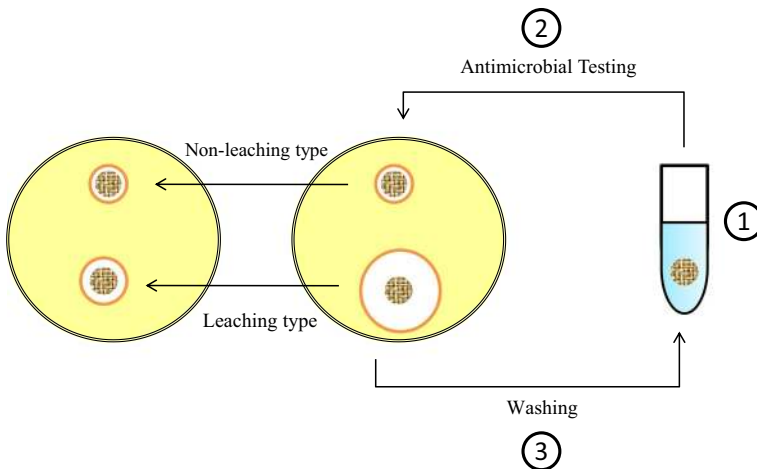 ②
Antimicrobial Testing
Non-leaching type
①
Leaching type
Washing
③